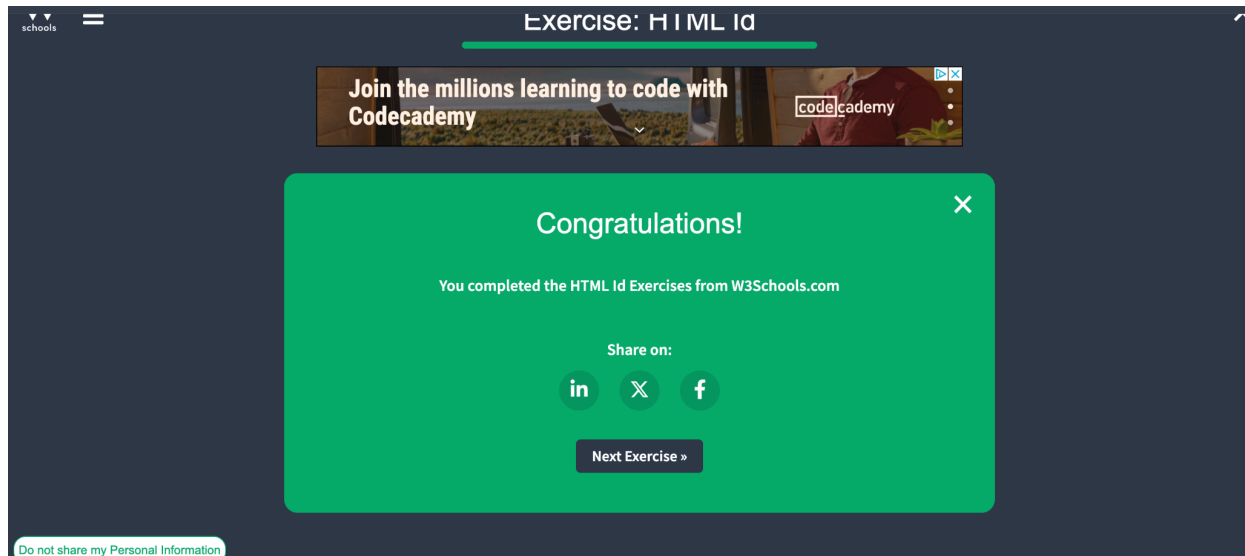 schools
Exercise: HTML Id
Join the millions learning to code with
Codecademy
codecademy
Congratulations!
You completed the HTML Id Exercises from W3Schools.com
Share on:
in X f
Next Exercise »
Do not share my Personal Information